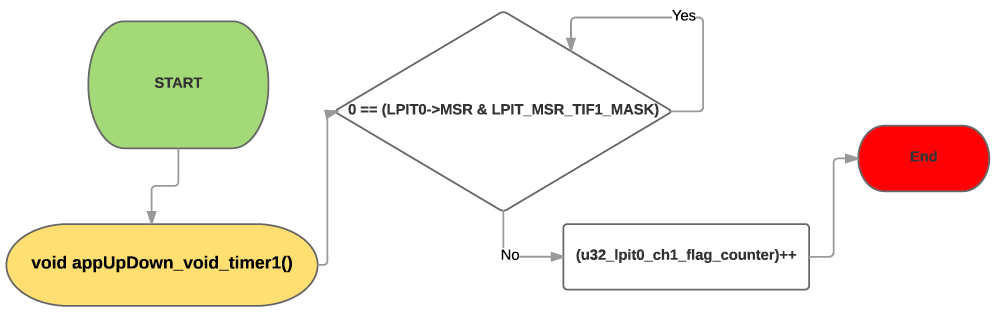 START
void appUpDown_void_timer1()
0 == (LPIT0->MSR & LPIT_MSR_TIF1_MASK)
Yes
No
(u32_lpit0_ch1_flag_counter)++
End